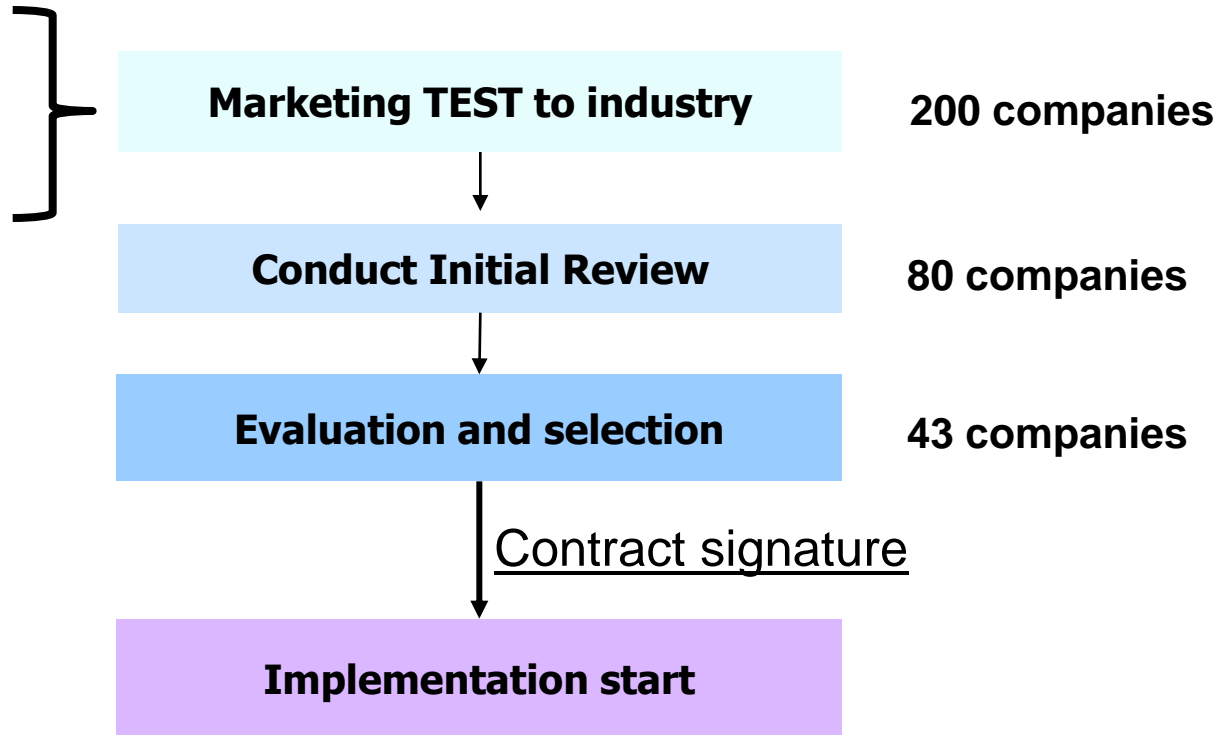 Marketing TEST to industry
200 companies
Conduct Initial Review
80 companies
Evaluation and selection
43 companies
Contract signature
Implementation start